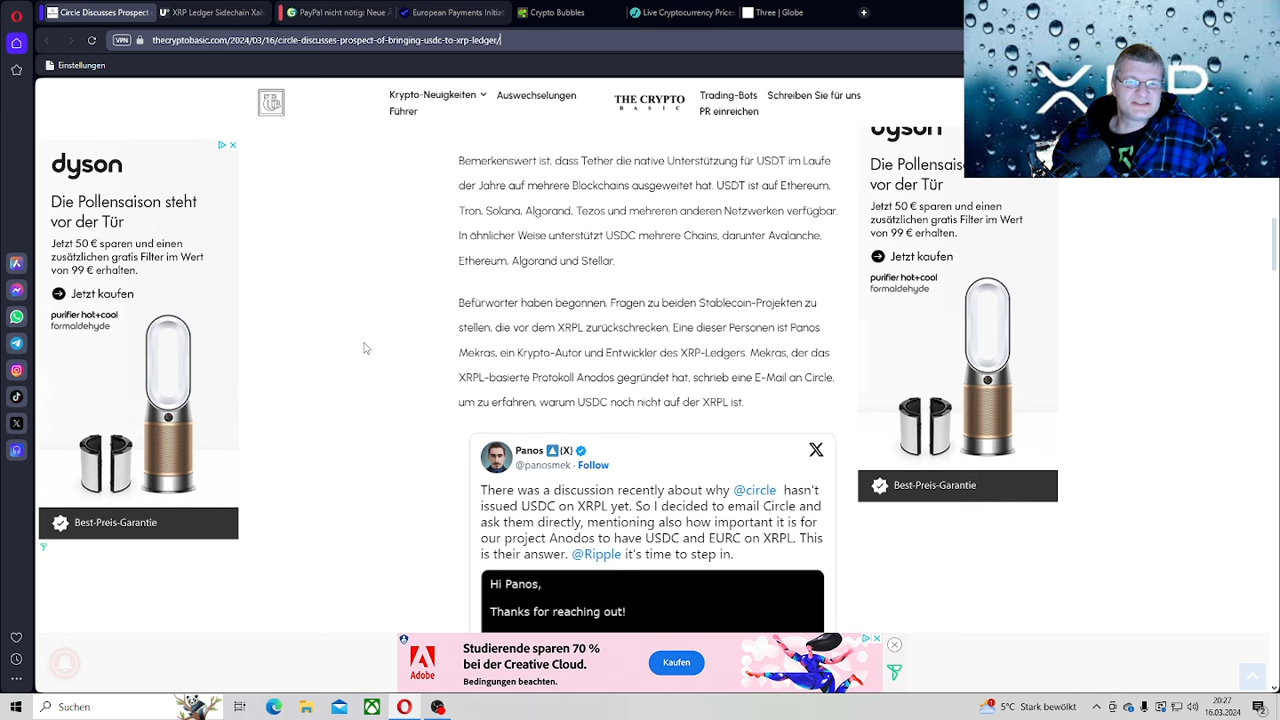 Circle Discusses Prospect
XRP Ledger Sidechain Xah
PayPal nicht nötig: Neue A
European Payments Initiat
Crypto Bubbles
Live Cryptocurrency Price
Three | Globe
VPN
thecryptobasic.com/2024/03/16/circle-discusses-prospect-of-bringing-usdc-to-xrp-ledger/
Einstellungen
XRP
Krypto-Neuigkeiten
Auswechselungen
Führer
THE CRYPTO
BASIC
Trading-Bots
Schreiben Sie für uns
PR einreichen
dyson
Die Pollensaison steht
vor der Tür
Jetzt 50 € sparen und einen
zusätzlichen gratis Filter im Wert
von 99 € erhalten.
Jetzt kaufen
purifier hot+cool
formaldehyde
Best-Preis-Garantie
Bemerkenswert ist, dass Tether die native Unterstützung für USDT im Laufe
der Jahre auf mehrere Blockchains ausgeweitet hat. USDT ist auf Ethereum,
Tron, Solana, Algorand, Tezos und mehreren anderen Netzwerken verfügbar.
In ähnlicher Weise unterstützt USDC mehrere Chains, darunter Avalanche,
Ethereum, Algorand und Stellar.
Befürworter haben begonnen, Fragen zu beiden Stablecoin-Projekten zu
stellen, die vor dem XRPL zurückschrecken. Eine dieser Personen ist Panos
Mekras, ein Krypto-Autor und Entwickler des XRP-Ledgers. Mekras, der das
XRPL-basierte Protokoll Anodos gegründet hat, schrieb eine E-Mail an Circle,
um zu erfahren, warum USDC noch nicht auf der XRPL ist.
Panos (X)
@panosmek · Follow
There was a discussion recently about why @circle hasn't
issued USDC on XRPL yet. So I decided to email Circle and
ask them directly, mentioning also how important it is for
our project Anodos to have USDC and EURC on XRPL. This
is their answer. @Ripple it's time to step in.
Hi Panos,
Thanks for reaching out!
dyson
Die Pollensa
vor der Tür
Jetzt 50 € sparen und einen
zusätzlichen gratis Filter im Wert
von 99 € erhalten.
Jetzt kaufen
purifier hot+cool
formaldehyde
Best-Preis-Garantie
Adobe
Studierende sparen 70 %
bei der Creative Cloud.
Bedingungen beachten.
Kaufen
Suchen
5°C Stark bewölkt
20:27
16.03.2024
2